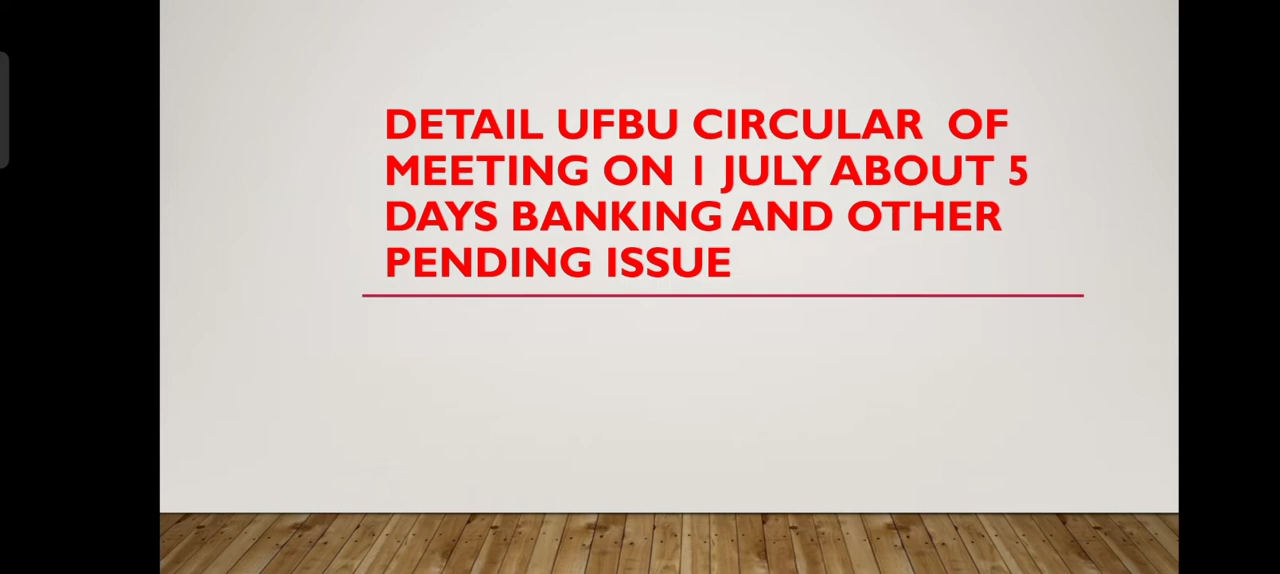 DETAIL UFBU CIRCULAR OF
MEETING ON 1 JULY ABOUT 5
DAYS BANKING AND OTHER
PENDING ISSUE